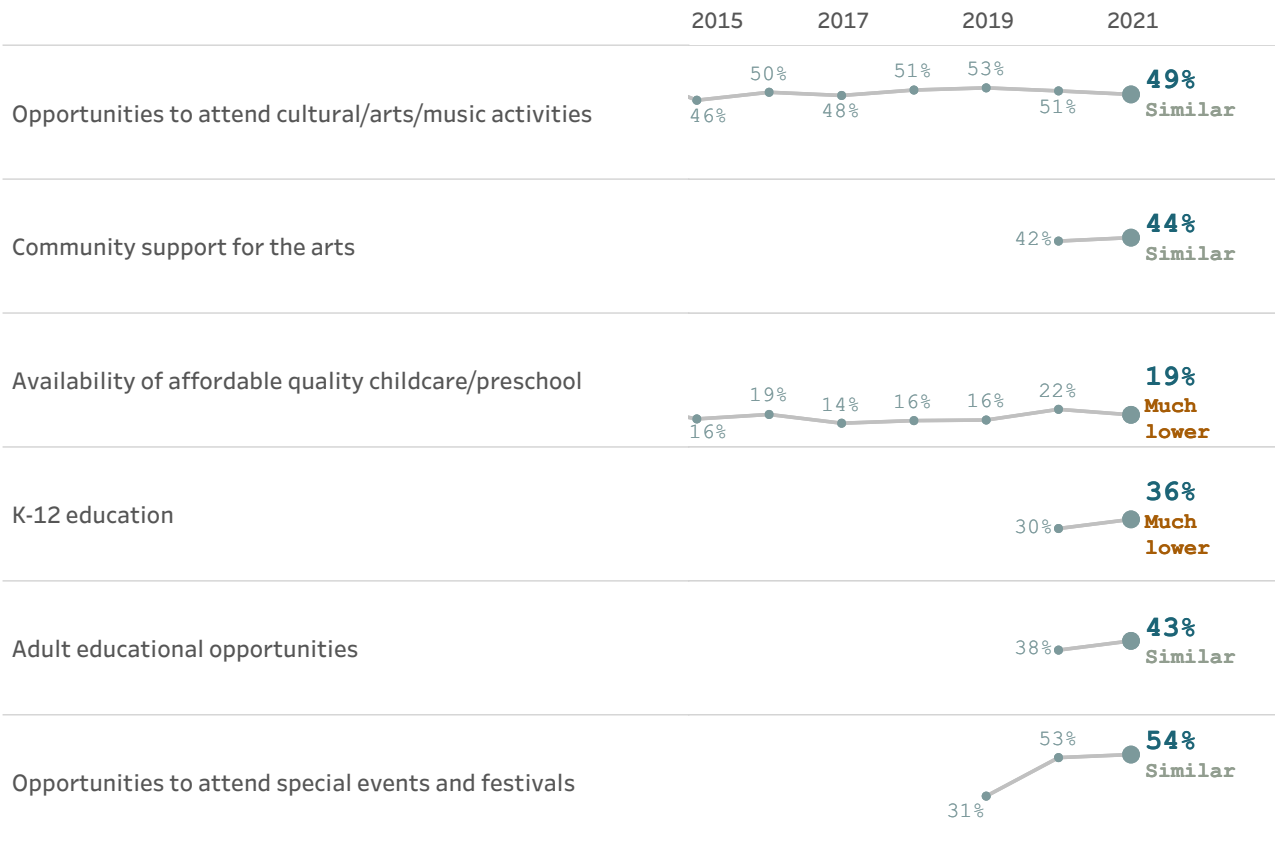 2015 2017 2019 2021
50% 51% 53% 49%
Opportunities to attend cultural/arts/music activities 46% 48% 51% Similar
44%
Community support for the arts 42% Similar
19%
Availability of affordable quality childcare/preschool
19% 14% 16% 16% 22% Much
16% lower
36%
K-12 education 30% Much
lower
43%
Adult educational opportunities 38% Similar
53% 54%
Opportunities to attend special events and festivals Similar
31%